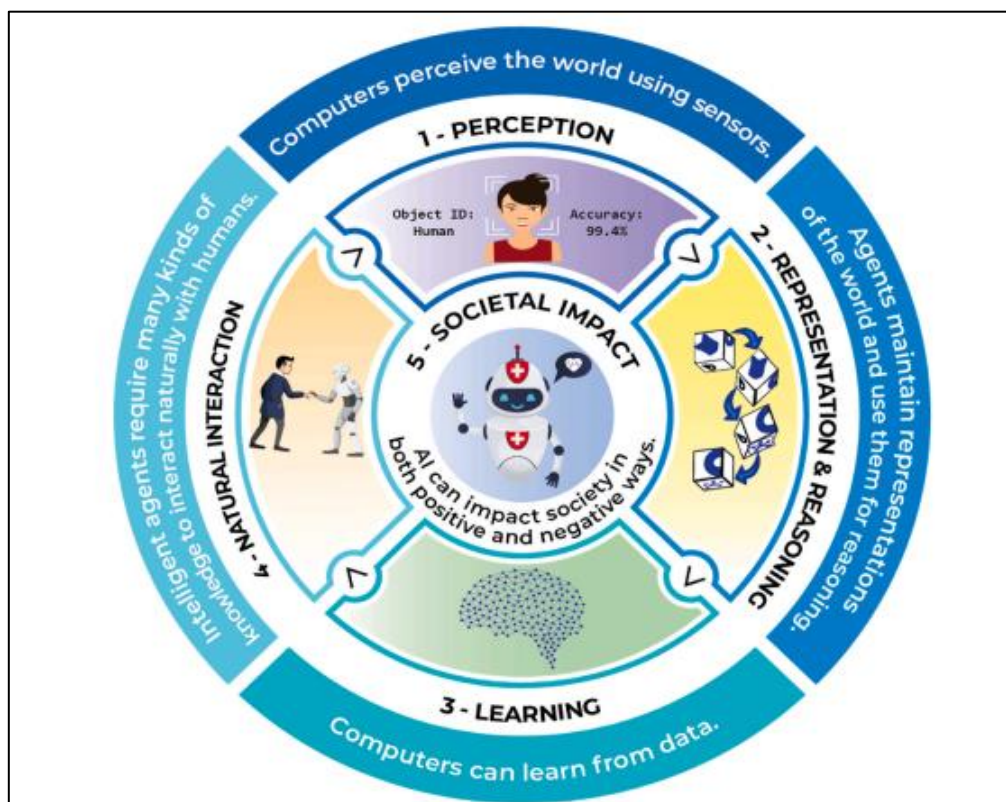 Computers perceive the world using sensors.
1 - PERCEPTION
Object ID:
Human
Accuracy:
99.4%
Agents maintain representations
of the world and use them for reasoning.
2 - REPRESENTATION & REASONING
Computers can learn from data.
3 - LEARNING
Intelligent agents require many kinds of
knowledge to interact naturally with humans.
4 - NATURAL INTERACTION
5 - SOCIETAL IMPACT
AI can impact society in
both positive and negative ways.